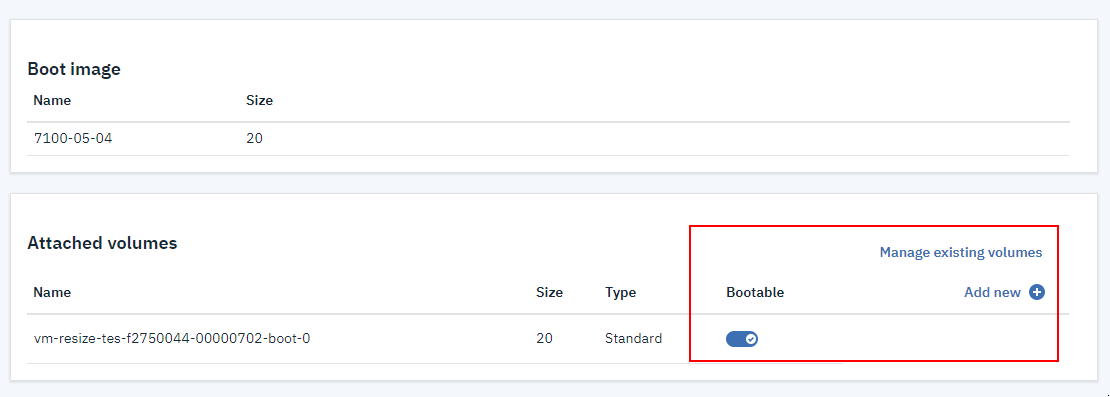 Boot image
Name Size
7100-05-04 20
Attached volumes
Manage existing volumes
Name Size Type Bootable Add new
vm-resize-tes-f2750044-00000702-boot-0 20 Standard